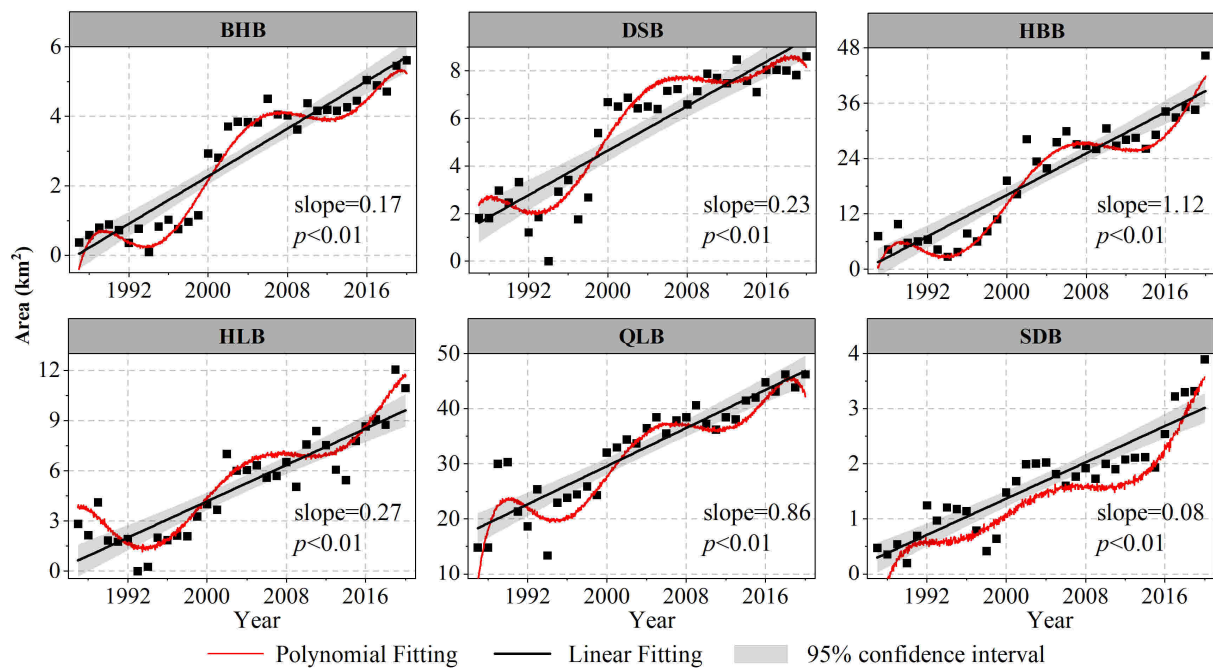 BHB
DSB
HBB
6
4
2
0
slope=0.17
p<0.01
1992 2000 2008 2016
8
6
4
2
0
slope=0.23
p<0.01
1992 2000 2008 2016
48
36
24
12
0
slope=1.12
p<0.01
1992 2000 2008 2016
Area (km²)
HLB
QLB
SDB
12
9
6
3
0
slope=0.27
p<0.01
1992 2000 2008 2016
Year
50
40
30
20
10
slope=0.86
p<0.01
1992 2000 2008 2016
Year
4
3
2
1
0
slope=0.08
p<0.01
1992 2000 2008 2016
Year
Polynomial Fitting Linear Fitting 95% confidence interval